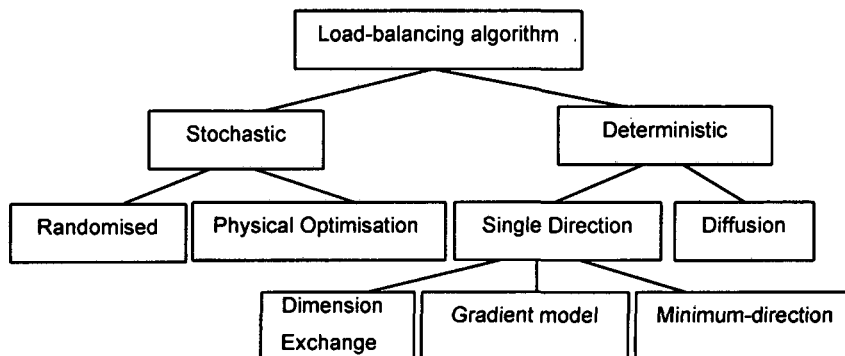 Load-balancing algorithm
Stochastic
Deterministic
Randomised
Physical Optimisation
Single Direction
Diffusion
Dimension
Exchange
Gradient model
Minimum-direction